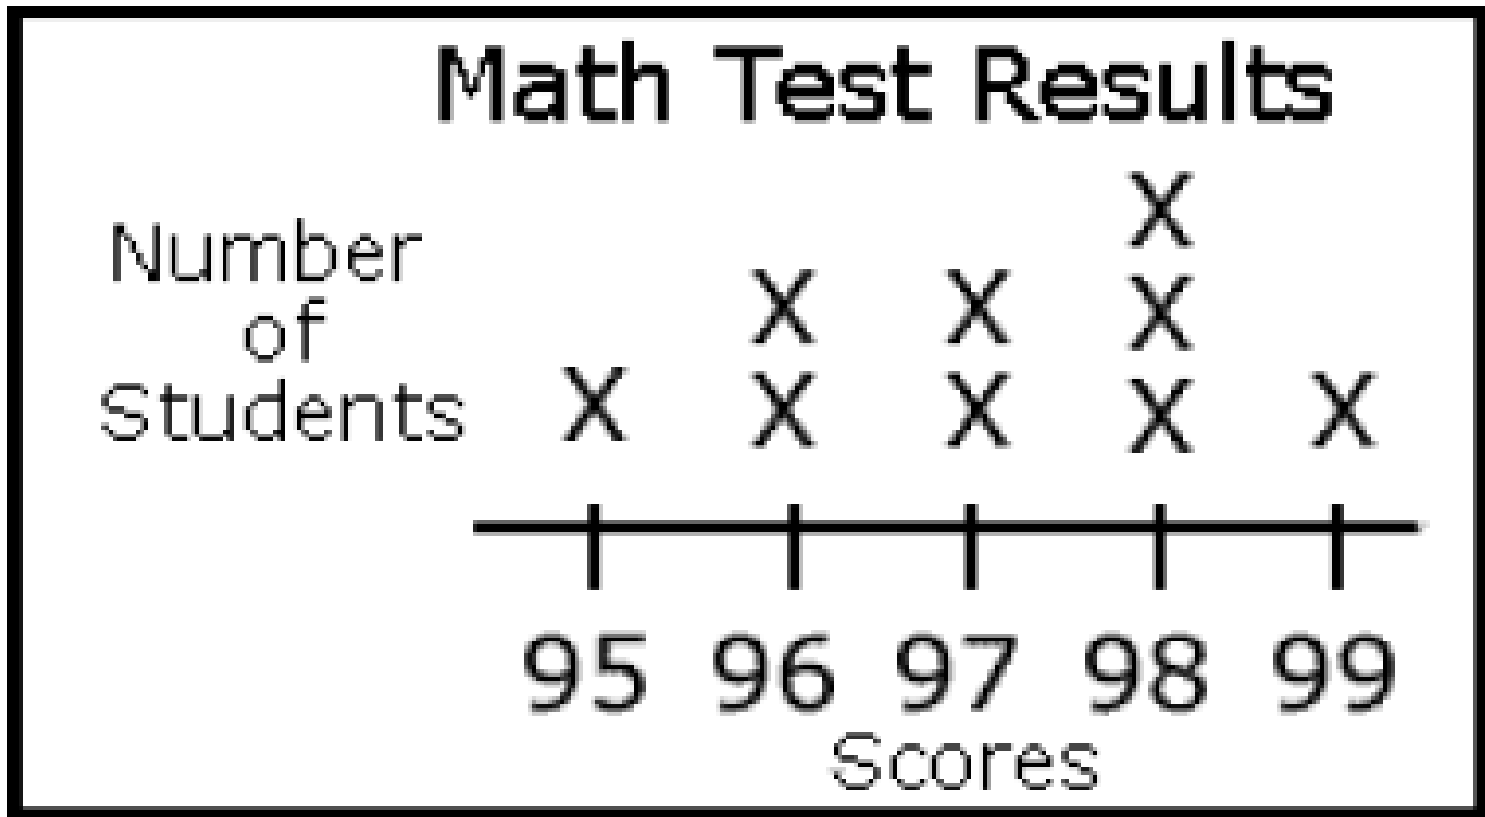 Math Test Results
Number
of
Students
X
X X X
X X X X X
95 96 97 98 99
Scores